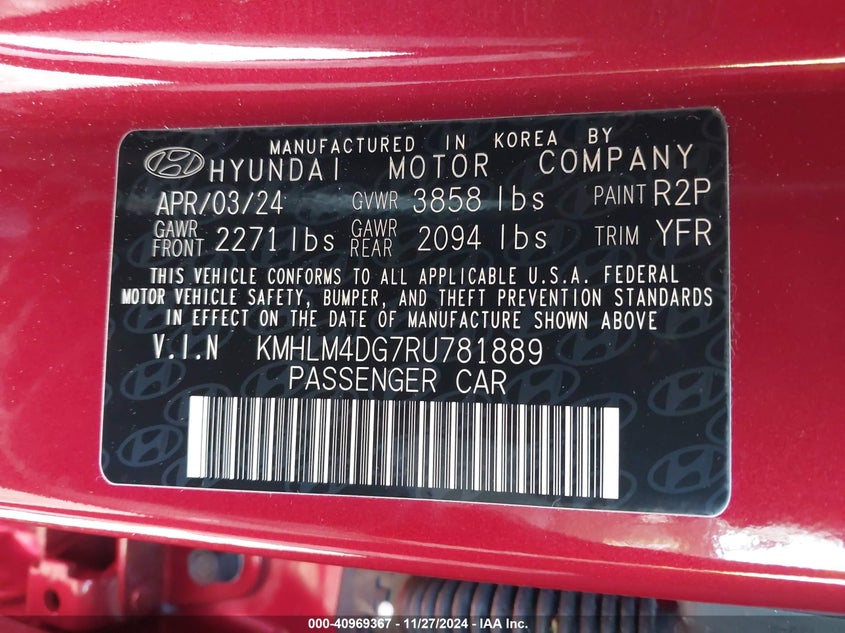 MANUFACTURED IN KOREA BY
HYUNDAI MOTOR COMPANY
APR/03/24 GVWR 3858 lbs PAINT R2P
GAWR FRONT 2271 lbs GAWR REAR 2094 lbs TRIM YFR
THIS VEHICLE CONFORMS TO ALL APPLICABLE U.S.A. FEDERAL
MOTOR VEHICLE SAFETY, BUMPER, AND THEFT PREVENTION STANDARDS
IN EFFECT ON THE DATE OF MANUFACTURE SHOWN ABOVE
V.I.N KMHLM4DG7RU781889
PASSENGER CAR
000-40969367 - 11/27/2024 - IAA Inc.